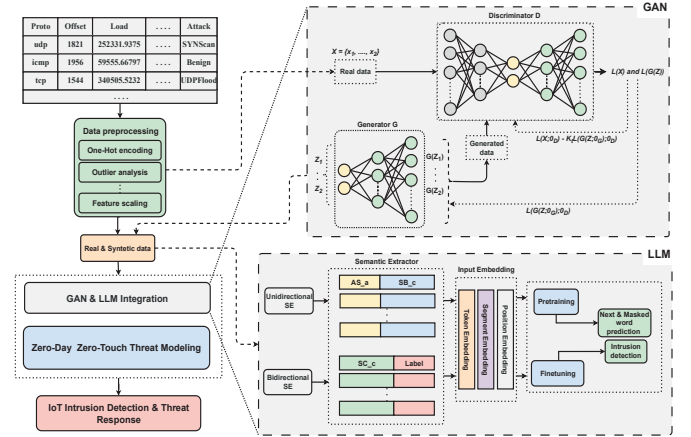 GAN
Discriminator D
Proto Offset Load .... Attack
udp 1821 252331.9375 .... SYNScan
icmp 1956 59555.66797 .... Benign
tcp 1544 340505.5232 .... UDPFlood
....
X = {x1, ...., x2}
Real data
L(X) and L(G(Z))
Data preprocessing
One-Hot encoding
Outlier analysis
Feature scaling
Generator G
Generated
data
L(X;θD) - KtL(G(Z;θD);θD)
Z1
Z2
G(Z1)
G(Z2)
L(G(Z;θD);θD)
Real & Syntetic data
LLM
GAN & LLM Integration
Zero-Day Zero-Touch Threat Modeling
IoT Intrusion Detection & Threat
Response
Semantic Extractor
Input Embedding
Unidirectional
SE
AS_a SB_c
Bidirectional
SE
SC_c Label
Token Embedding
Segment Embedding
Position Embedding
Pretraining
Next & Masked
word
prediction
Intrusion
detection
Finetuning